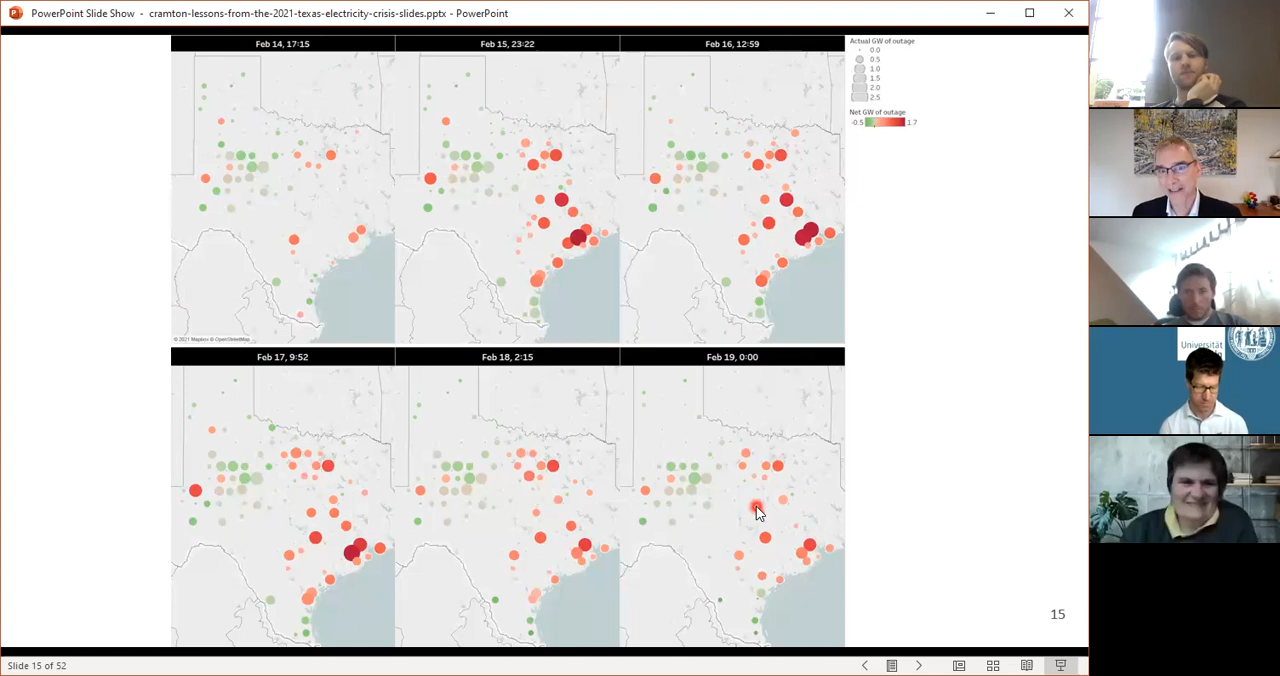 PowerPoint Slide Show - cramton-lessons-from-the-2021-texas-electricity-crisis-slides.pptx - PowerPoint
Feb 14, 17:15
Feb 15, 23:22
Feb 16, 12:59
Actual GW of outage
0.0
0.5
1.0
1.5
2.0
2.5
Net GW of outage
-0.5
1.7
© 2021 Mapbox © OpenStreetMap
Feb 17, 9:52
Feb 18, 2:15
Feb 19, 0:00
15
Slide 15 of 52
Universität